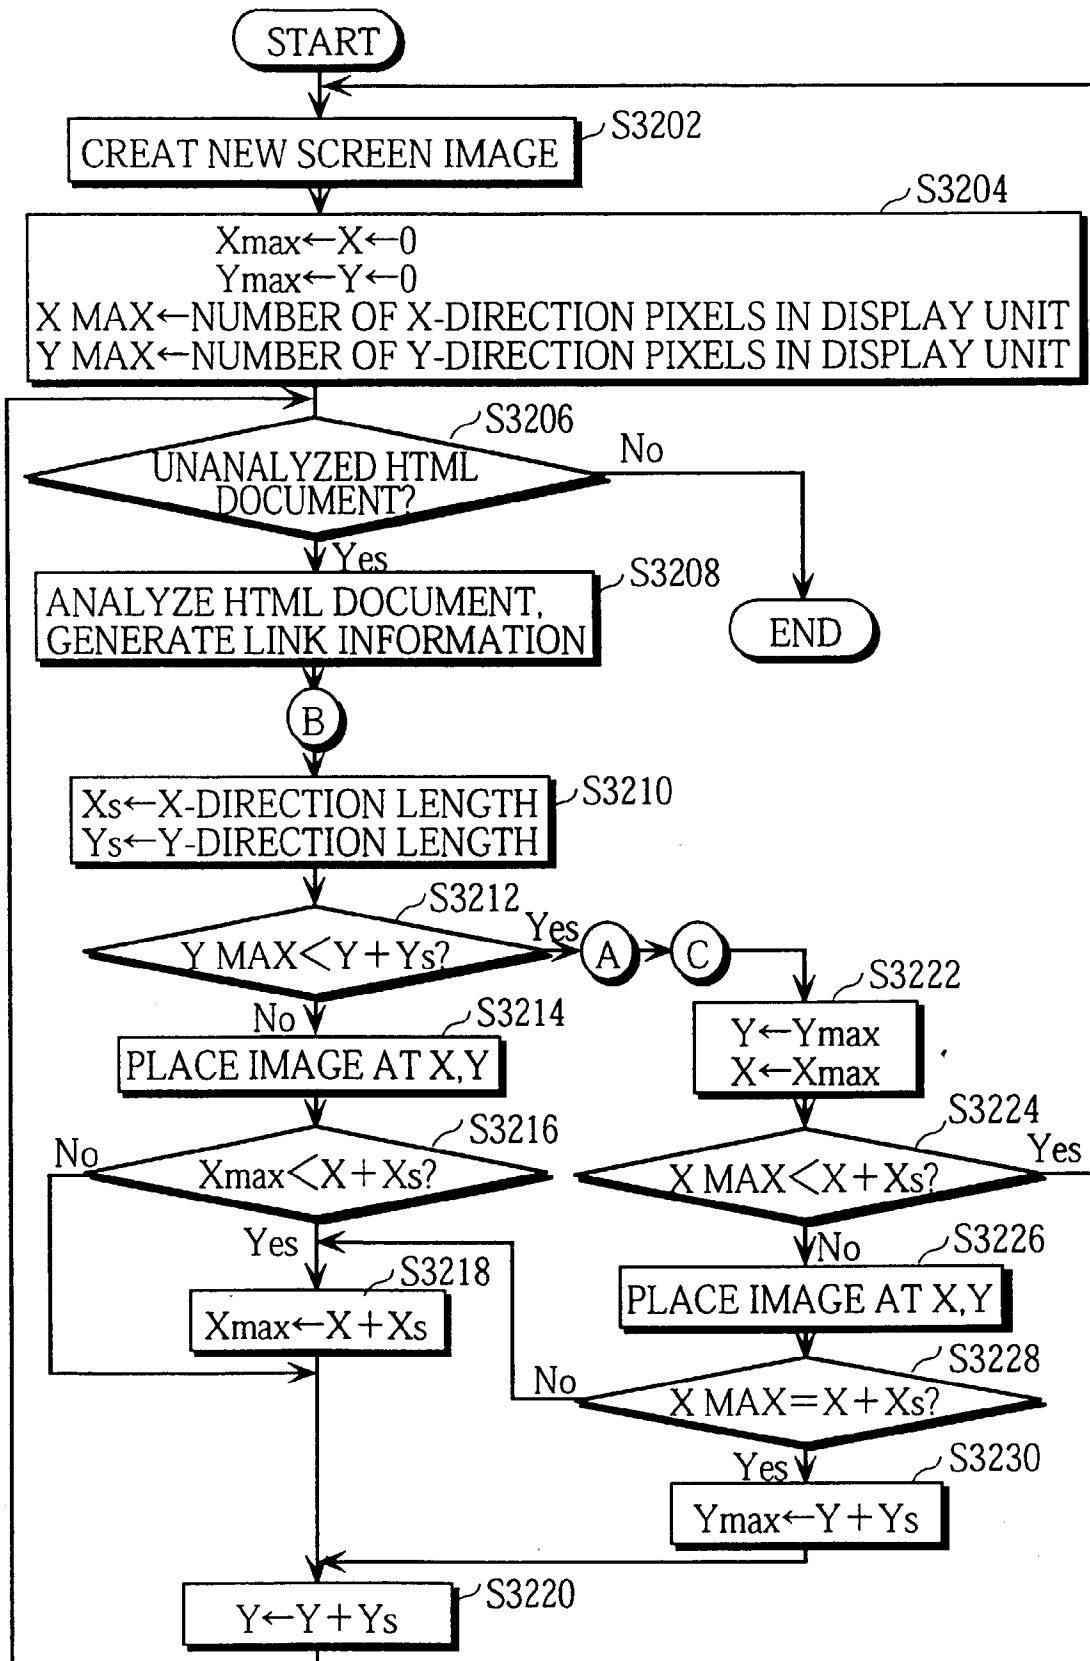 START
S3202
CREAT NEW SCREEN IMAGE
S3204
Xmax←X←0
Ymax←Y←0
X MAX←NUMBER OF X-DIRECTION PIXELS IN DISPLAY UNIT
Y MAX←NUMBER OF Y-DIRECTION PIXELS IN DISPLAY UNIT
S3206
UNANALYZED HTML
DOCUMENT?
No
Yes
S3208
ANALYZE HTML DOCUMENT,
GENERATE LINK INFORMATION
END
B
S3210
Xs←X-DIRECTION LENGTH
Ys←Y-DIRECTION LENGTH
S3212
Y MAX<Y+Ys?
Yes
A
C
No
S3214
PLACE IMAGE AT X,Y
S3222
Y←Ymax
X←Xmax
S3216
Xmax<X+Xs?
No
Yes
S3224
X MAX<X+Xs?
Yes
No
S3218
Xmax←X+Xs
S3226
PLACE IMAGE AT X,Y
S3228
X MAX=X+Xs?
No
Yes
S3230
Ymax←Y+Ys
S3220
Y←Y+Ys